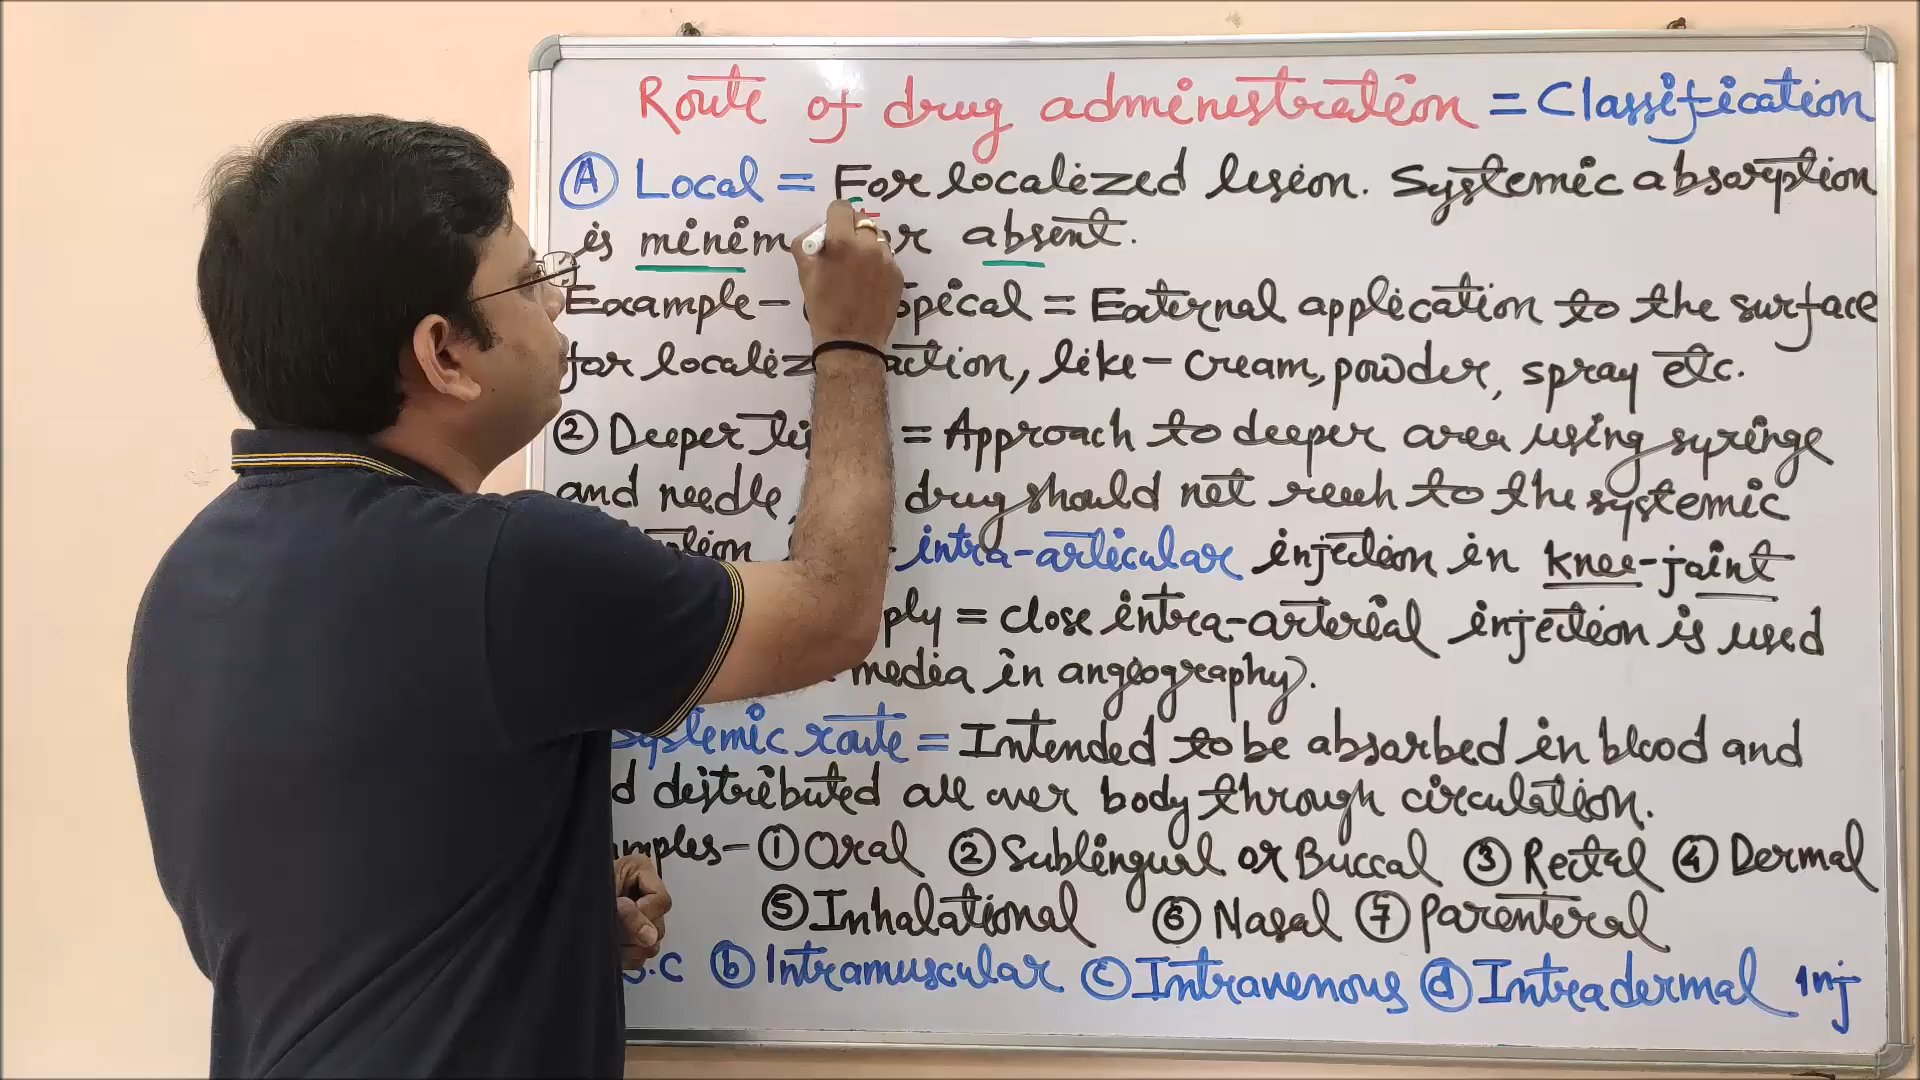 Route of drug administration = Classification
Ⓐ Local = For localized lesion. Systemic absorption
is minim or absent.
Example- opical = External application to the surface
for localiz action, like - cream, powder, spray etc.
② Deeper = Approach to deeper area using syringe
and needle, drug should not reach to the systemic
intra-articular injection in knee-joint
ply = close intra-arterial injection is used
media in angiography).
Systemic route = Intended to be absorbed in blood and
d distributed all over body through circulation.
mples- ① Oral ② Sublingual or Buccal ③ Rectal ④ Dermal
⑤ Inhalational ⑥ Nasal ⑦ Parenteral
S.C ⓑ Intramuscular ⓒ Intravenous ⓓ Intradermal inj